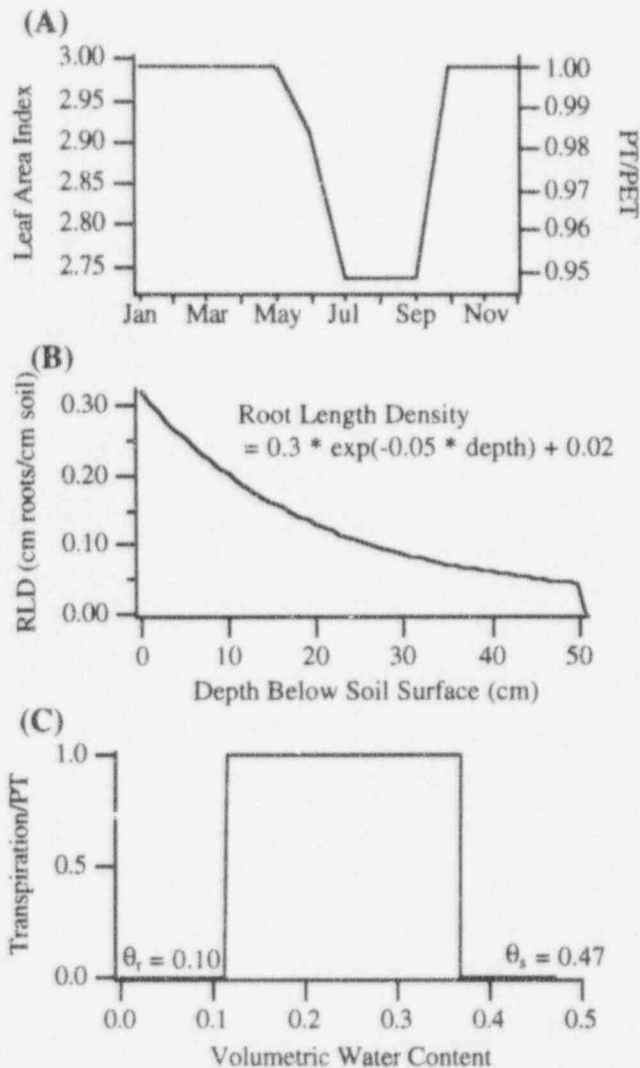 (A)
3.00
2.95
2.90
2.85
2.80
2.75
Leaf Area Index
1.00
0.99
0.98
0.97
0.96
0.95
PT/PET
Jan Mar May Jul Sep Nov
(B)
0.30
0.20
0.10
0.00
RLD (cm roots/cm soil)
Root Length Density
= 0.3 * exp(-0.05 * depth) + 0.02
0 10 20 30 40 50
Depth Below Soil Surface (cm)
(C)
1.0
0.5
0.0
Transpiration/PT
θr = 0.10
θs = 0.47
0.0 0.1 0.2 0.3 0.4 0.5
Volumetric Water Content